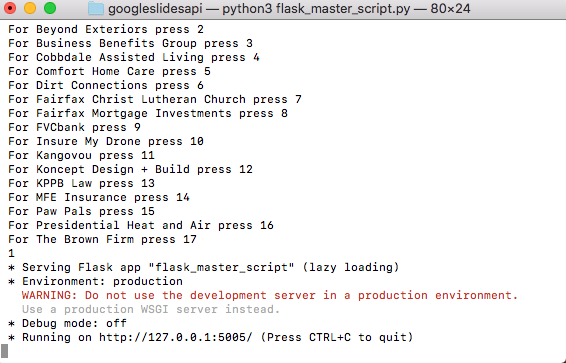 googleslidesapi — python3 flask_master_script.py — 80×24
For Beyond Exteriors press 2
For Business Benefits Group press 3
For Cobbdale Assisted Living press 4
For Comfort Home Care press 5
For Dirt Connections press 6
For Fairfax Christ Lutheran Church press 7
For Fairfax Mortgage Investments press 8
For FVCbank press 9
For Insure My Drone press 10
For Kangovou press 11
For Koncept Design + Build press 12
For KPPB Law press 13
For MFE Insurance press 14
For Paw Pals press 15
For Presidential Heat and Air press 16
For The Brown Firm press 17
1
* Serving Flask app "flask_master_script" (lazy loading)
* Environment: production
WARNING: Do not use the development server in a production environment.
Use a production WSGI server instead.
* Debug mode: off
* Running on http://127.0.0.1:5005/ (Press CTRL+C to quit)